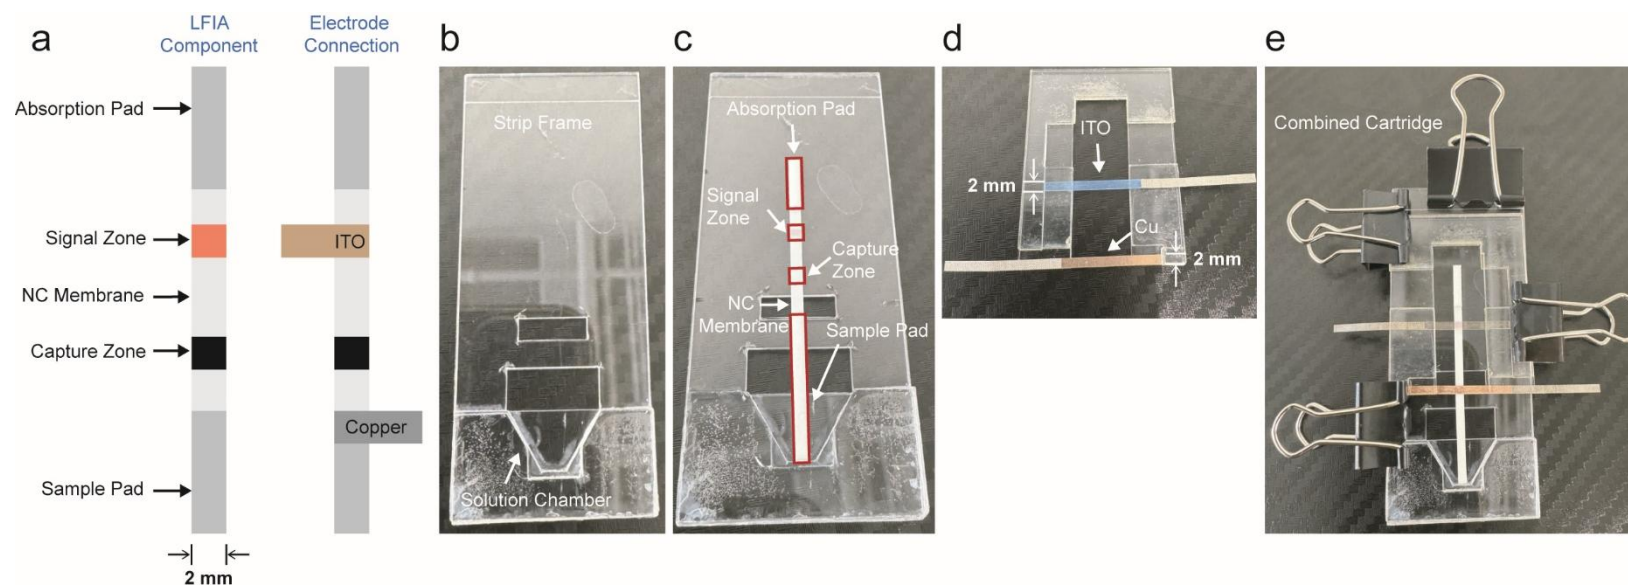 a
LFIA
Component
Electrode
Connection
Absorption Pad
Signal Zone
NC Membrane
Capture Zone
Sample Pad
ITO
Copper
2 mm
b
Strip Frame
Solution Chamber
c
Absorption Pad
Signal
Zone
Capture
Zone
NC
Membrane
Sample Pad
d
ITO
2 mm
Cu
2 mm
e
Combined Cartridge